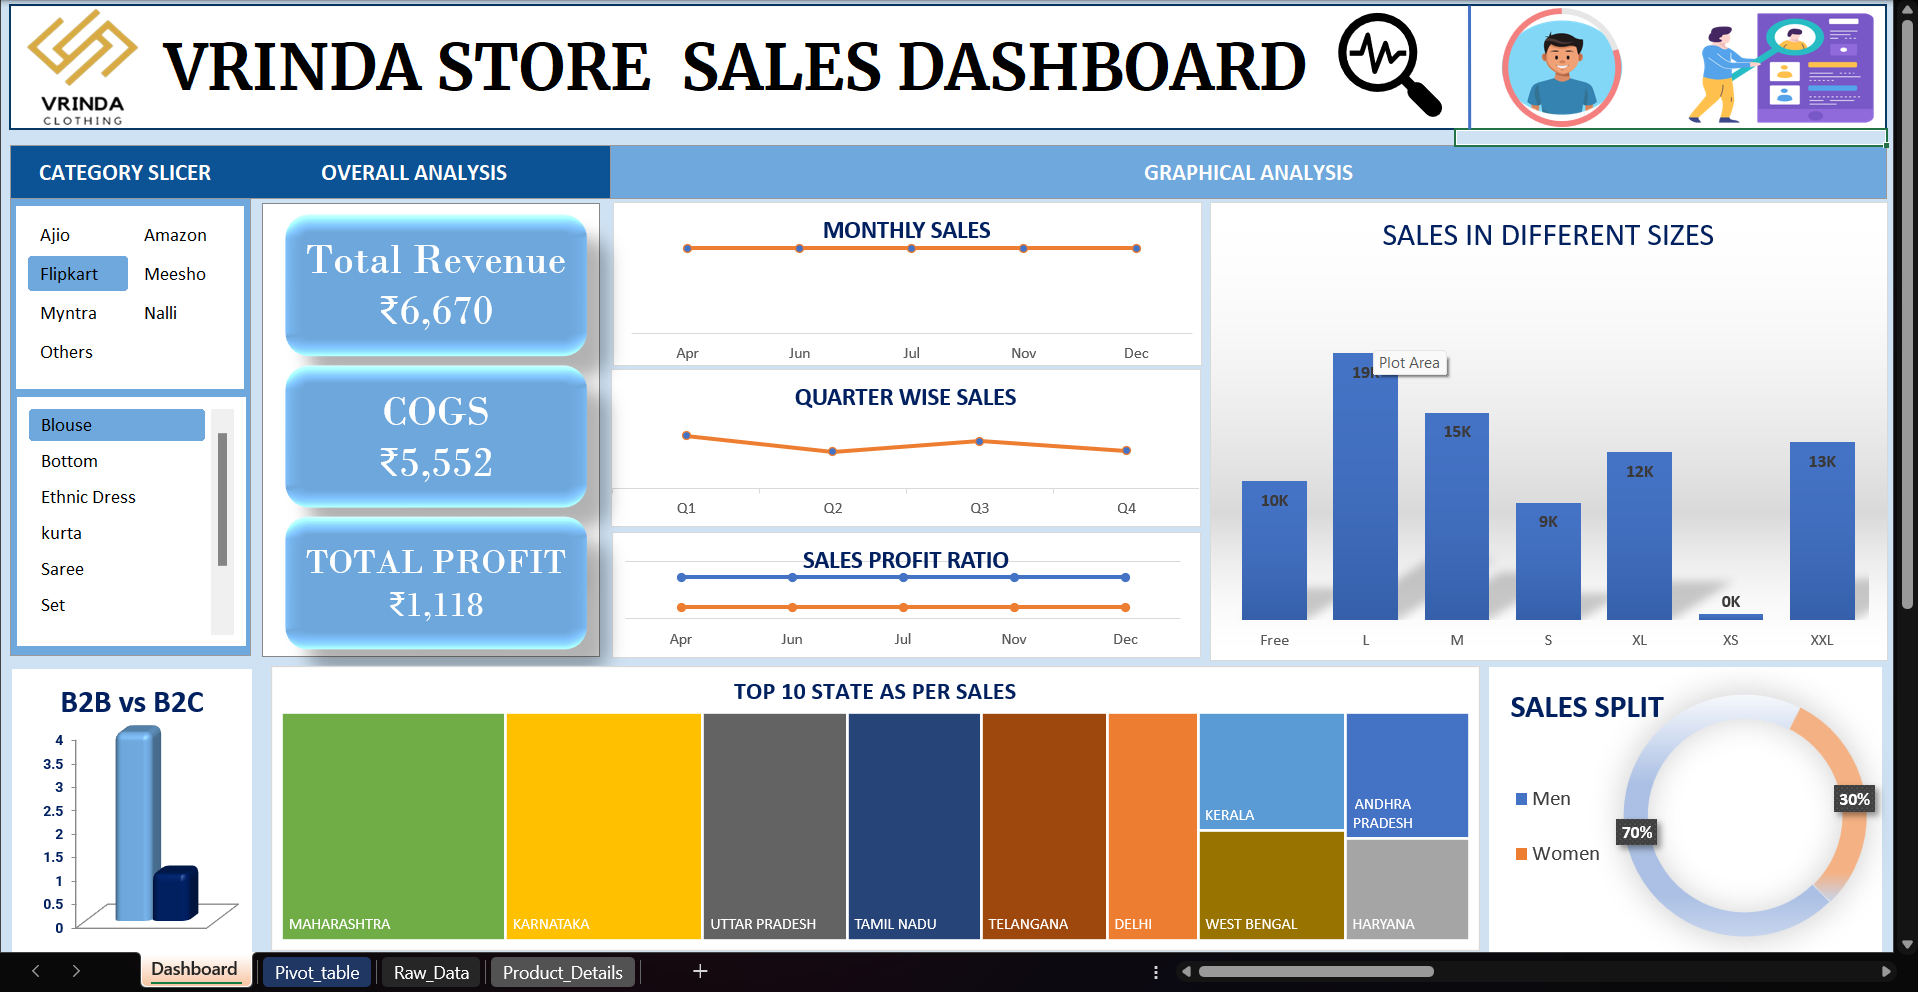 VRINDA
CLOTHING
VRINDA STORE  SALES DASHBOARD
CATEGORY SLICER
OVERALL ANALYSIS
GRAPHICAL ANALYSIS
Ajio
Amazon
Flipkart
Meesho
Myntra
Nalli
Others
Blouse
Bottom
Ethnic Dress
kurta
Saree
Set
Total Revenue
₹6,670
COGS
₹5,552
TOTAL PROFIT
₹1,118
MONTHLY SALES
Apr
Jun
Jul
Nov
Dec
QUARTER WISE SALES
Q1
Q2
Q3
Q4
SALES PROFIT RATIO
Apr
Jun
Jul
Nov
Dec
SALES IN DIFFERENT SIZES
Plot Area
10K
19K
15K
9K
12K
0K
13K
Free
L
M
S
XL
XS
XXL
B2B vs B2C
4
3.5
3
2.5
2
1.5
1
0.5
0
TOP 10 STATE AS PER SALES
MAHARASHTRA
KARNATAKA
UTTAR PRADESH
TAMIL NADU
TELANGANA
DELHI
KERALA
WEST BENGAL
ANDHRA
PRADESH
HARYANA
SALES SPLIT
Men
Women
70%
30%
Dashboard
Pivot_table
Raw_Data
Product_Details